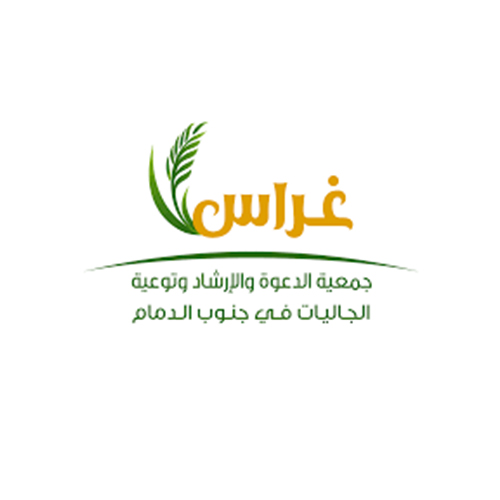 غراس
جمعية الدعوة والإرشاد وتوعية
الجاليات في جنوب الدمام